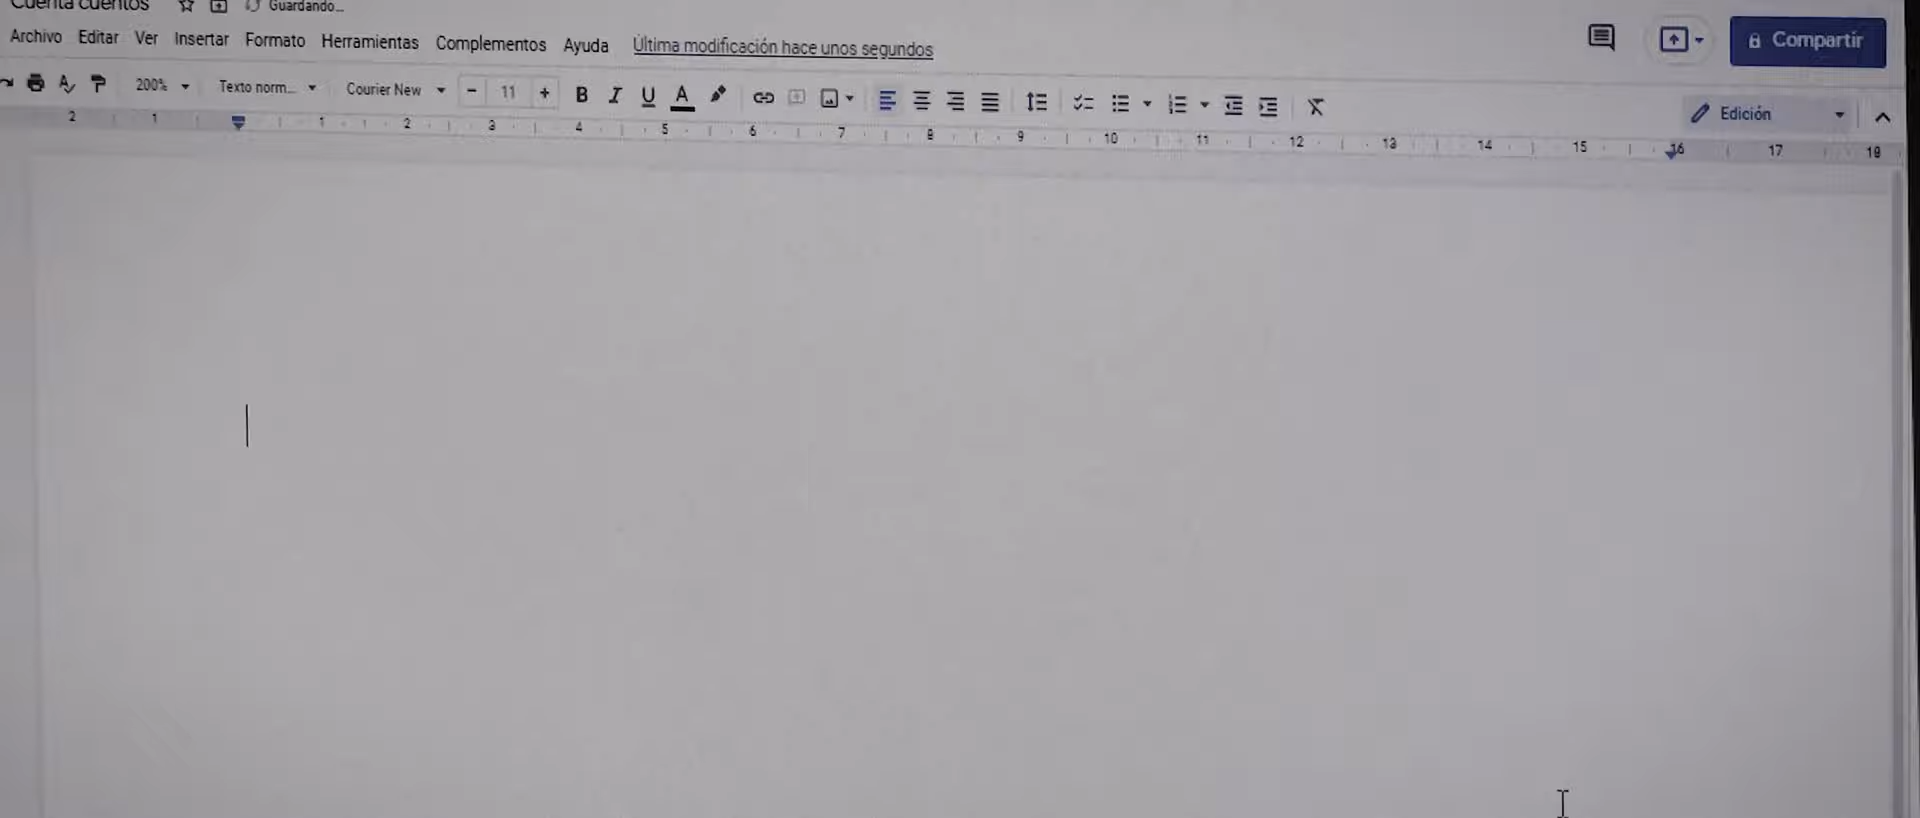 Cuenta cuentos Guardando...
Archivo Editar Ver Insertar Formato Herramientas Complementos Ayuda Última modificación hace unos segundos Compartir
200% Texto norm... Courier New - 11 + B I U A Edición
2 1 1 2 3 4 5 6 7 8 9 10 11 12 13 14 15 16 17 18